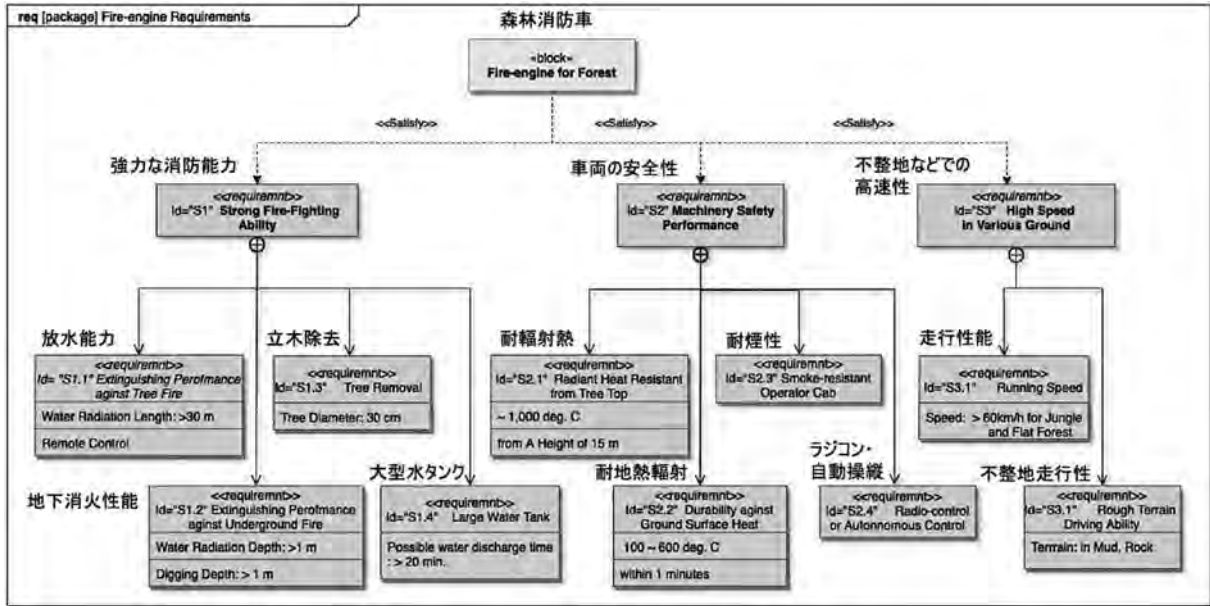 req [package] Fire-engine Requirements
森林消防車
«block»
Fire-engine for Forest
<<Satisfy>>
<<Satisfy>>
<<Satisfy>>
強力な消防能力
<<requiremnt>>
Id="S1" Strong Fire-Fighting
Ability
車両の安全性
<<requiremnt>>
Id="S2" Machinery Safety
Performance
不整地などでの
高速性
<<requiremnt>>
Id="S3" High Speed
in Various Ground
放水能力
<<requiremnt>>
Id= "S1.1" Extinguishing Perofmance
aginst Tree Fire
Water Radiation Length: >30 m
Remote Control
立木除去
<<requiremnt>>
Id="S1.3" Tree Removal
Tree Diameter: 30 cm
耐輻射熱
<<requiremnt>>
Id="S2.1" Radiant Heat Resistant
from Tree Top
~ 1,000 deg. C
from A Height of 15 m
耐煙性
<<requiremnt>>
Id="S2.3" Smoke-resistant
Operator Cab
走行性能
<<requiremnt>>
Id="S3.1" Running Speed
Speed: > 60km/h for Jungle
and Flat Forest
地下消火性能
<<requiremnt>>
Id="S1.2" Extinguishing Perofmance
aginst Underground Fire
Water Radiation Depth: >1 m
Digging Depth: > 1 m
大型水タンク
<<requiremnt>>
Id="S1.4" Large Water Tank
Possible water discharge time
: > 20 min.
耐地熱輻射
<<requiremnt>>
Id="S2.2" Durability aginst
Ground Surface Heat
100 ~ 600 deg. C
within 1 minutes
ラジコン・
自動操縦
<<requiremnt>>
Id="S2.4" Radio-control
or Autonomous Control
不整地走行性
<<requiremnt>>
Id="S3.1" Rough Terrain
Driving Ability
Terrrain: in Mud, Rock